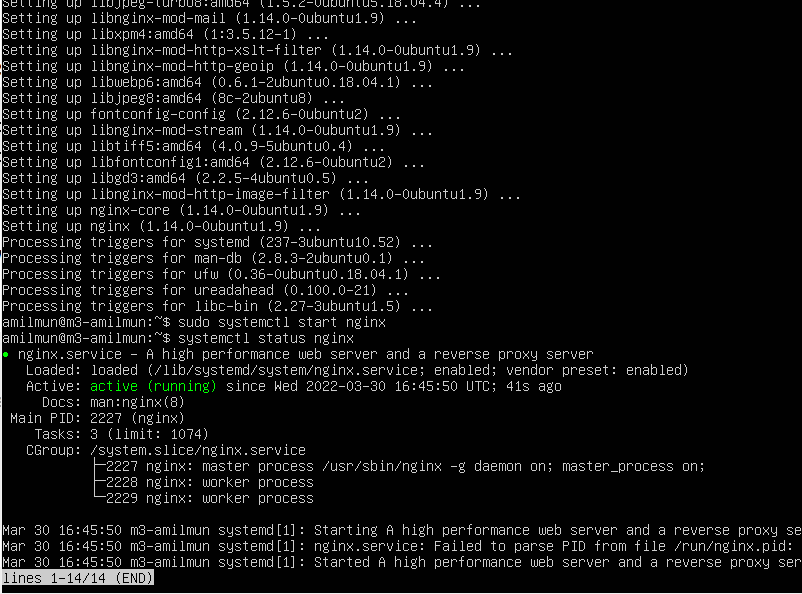 Setting up libjpeg-turbo8:amd64 (1.5.2-0ubuntu5.18.04.4) ...
Setting up libnginx-mod-mail (1.14.0-0ubuntu1.9) ...
Setting up libxpm4:amd64 (1:3.5.12-1) ...
Setting up libnginx-mod-http-xslt-filter (1.14.0-0ubuntu1.9) ...
Setting up libnginx-mod-http-geoip (1.14.0-0ubuntu1.9) ...
Setting up libwebp6:amd64 (0.6.1-2ubuntu0.18.04.1) ...
Setting up libjpeg8:amd64 (8c-2ubuntu8) ...
Setting up fontconfig-config (2.12.6-0ubuntu2) ...
Setting up libnginx-mod-stream (1.14.0-0ubuntu1.9) ...
Setting up libtiff5:amd64 (4.0.9-5ubuntu0.4) ...
Setting up libfontconfig1:amd64 (2.12.6-0ubuntu2) ...
Setting up libgd3:amd64 (2.2.5-4ubuntu0.5) ...
Setting up libnginx-mod-http-image-filter (1.14.0-0ubuntu1.9) ...
Setting up nginx-core (1.14.0-0ubuntu1.9) ...
Setting up nginx (1.14.0-0ubuntu1.9) ...
Processing triggers for systemd (237-3ubuntu10.52) ...
Processing triggers for man-db (2.8.3-2ubuntu0.1) ...
Processing triggers for ufw (0.36-0ubuntu0.18.04.1) ...
Processing triggers for ureadahead (0.100.0-21) ...
Processing triggers for libc-bin (2.27-3ubuntu1.5) ...
amilmun@m3-amilmun:~$ sudo systemctl start nginx
amilmun@m3-amilmun:~$ systemctl status nginx
● nginx.service - A high performance web server and a reverse proxy server
   Loaded: loaded (/lib/systemd/system/nginx.service; enabled; vendor preset: enabled)
   Active: active (running) since Wed 2022-03-30 16:45:50 UTC; 41s ago
     Docs: man:nginx(8)
 Main PID: 2227 (nginx)
    Tasks: 3 (limit: 1074)
   CGroup: /system.slice/nginx.service
           ├─2227 nginx: master process /usr/sbin/nginx -g daemon on; master_process on;
           ├─2228 nginx: worker process
           └─2229 nginx: worker process
Mar 30 16:45:50 m3-amilmun systemd[1]: Starting A high performance web server and a reverse proxy se
Mar 30 16:45:50 m3-amilmun systemd[1]: nginx.service: Failed to parse PID from file /run/nginx.pid:
Mar 30 16:45:50 m3-amilmun systemd[1]: Started A high performance web server and a reverse proxy ser
lines 1-14/14 (END)